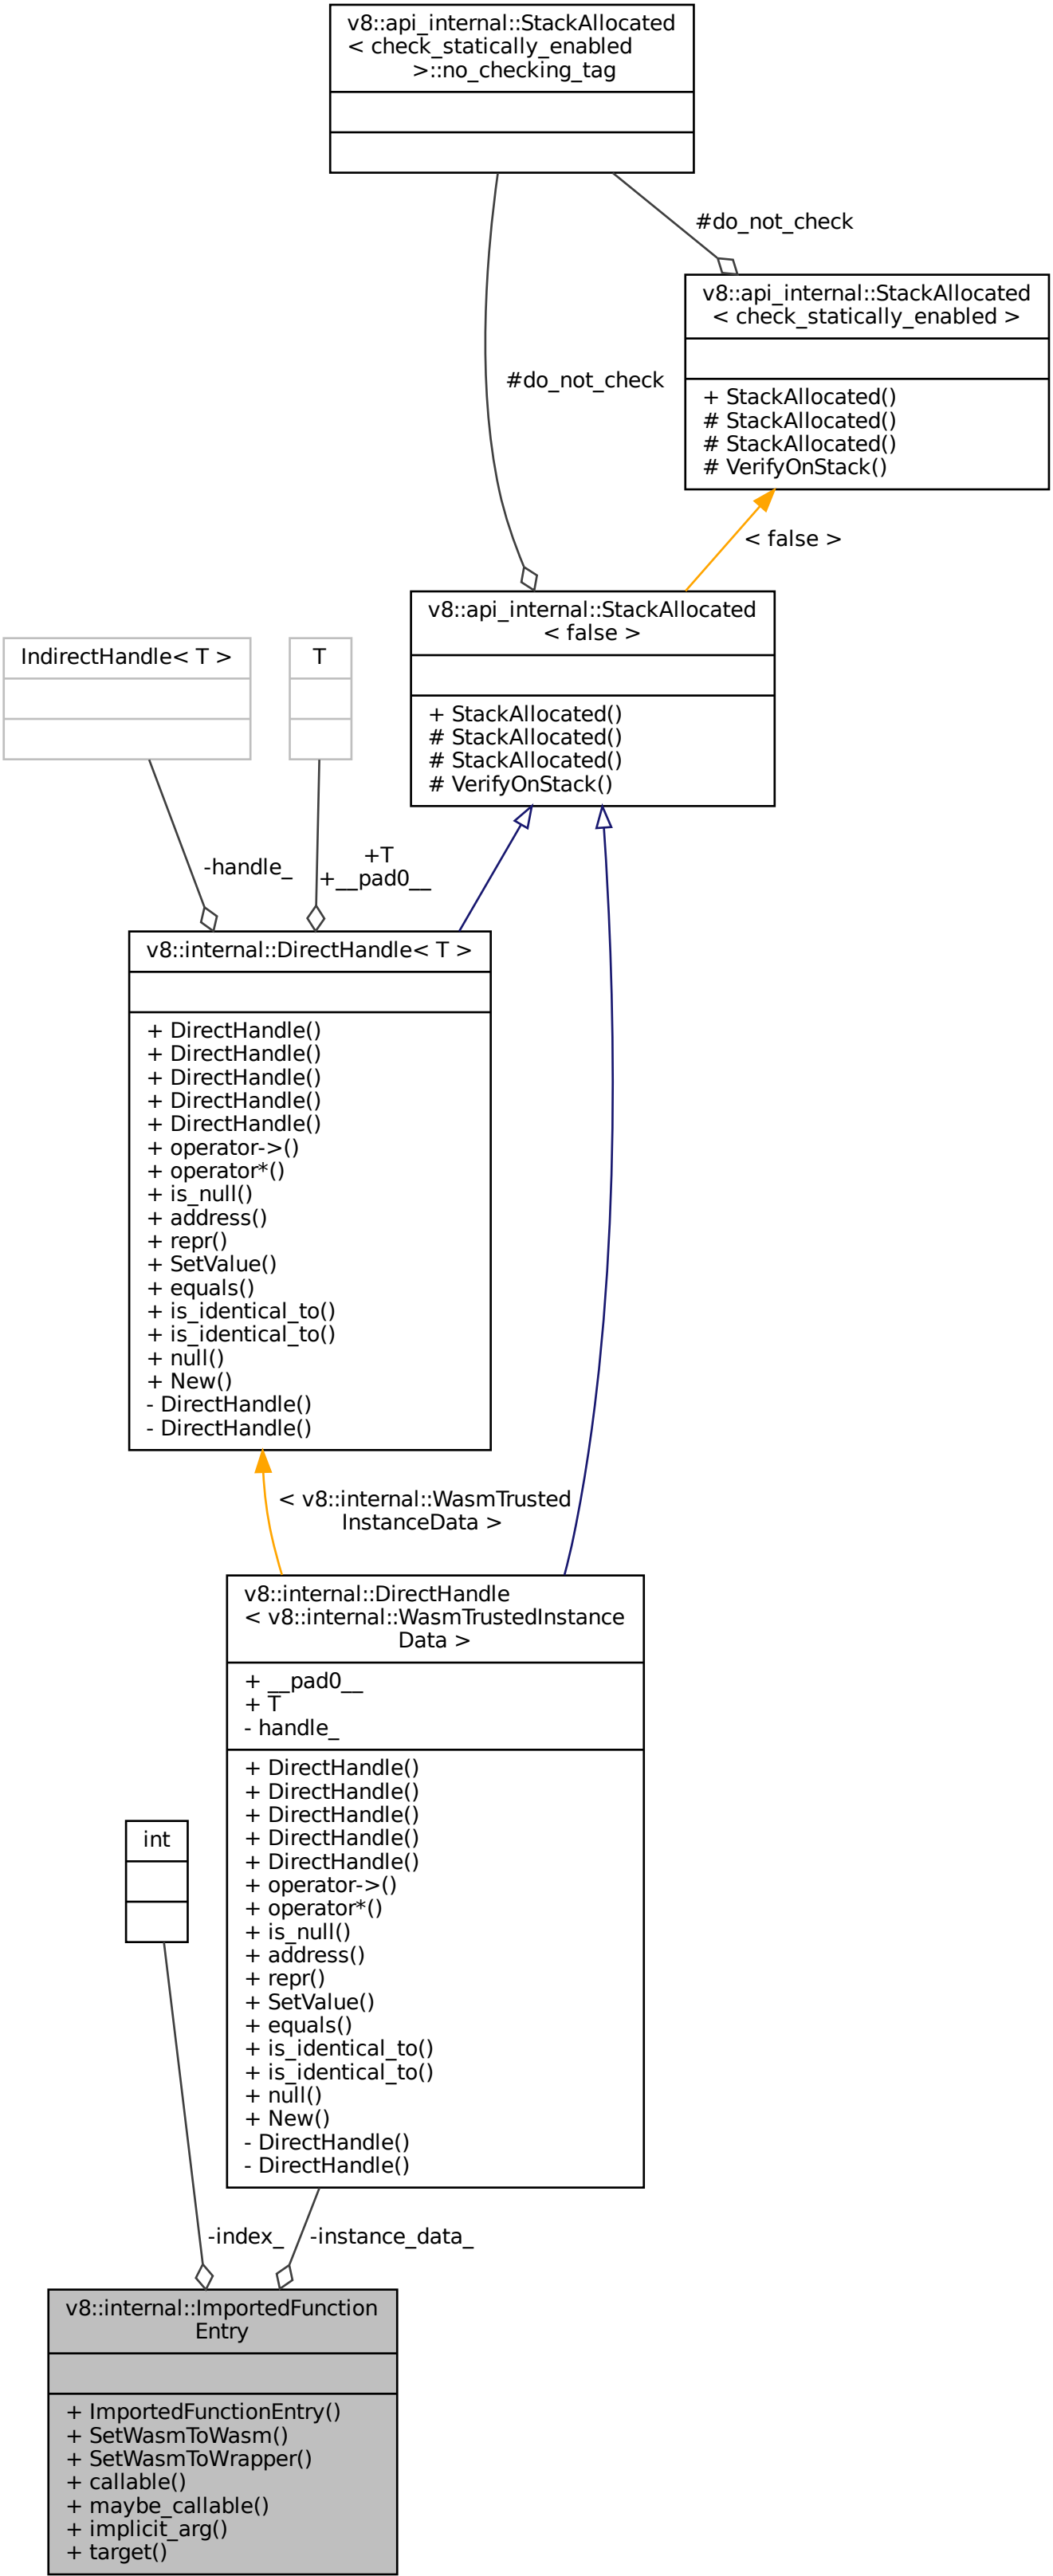 v8::api_internal::StackAllocated
< check_statically_enabled
>::no_checking_tag
#do_not_check
v8::api_internal::StackAllocated
< check_statically_enabled >
#do_not_check
+ StackAllocated()
# StackAllocated()
# StackAllocated()
# VerifyOnStack()
< false >
v8::api_internal::StackAllocated
< false >
IndirectHandle< T >
T
+ StackAllocated()
# StackAllocated()
# StackAllocated()
# VerifyOnStack()
-handle_
+T
+__pad0__
v8::internal::DirectHandle< T >
+ DirectHandle()
+ DirectHandle()
+ DirectHandle()
+ DirectHandle()
+ DirectHandle()
+ operator->()
+ operator*()
+ is_null()
+ address()
+ repr()
+ SetValue()
+ equals()
+ is_identical_to()
+ is_identical_to()
+ null()
+ New()
- DirectHandle()
- DirectHandle()
< v8::internal::WasmTrusted
InstanceData >
v8::internal::DirectHandle
< v8::internal::WasmTrustedInstance
Data >
+ __pad0__
+ T
- handle_
+ DirectHandle()
+ DirectHandle()
+ DirectHandle()
+ DirectHandle()
+ DirectHandle()
+ operator->()
+ operator*()
+ is_null()
+ address()
+ repr()
+ SetValue()
+ equals()
+ is_identical_to()
+ is_identical_to()
+ null()
+ New()
- DirectHandle()
- DirectHandle()
int
-index_
-instance_data_
v8::internal::ImportedFunction
Entry
+ ImportedFunctionEntry()
+ SetWasmToWasm()
+ SetWasmToWrapper()
+ callable()
+ maybe_callable()
+ implicit_arg()
+ target()